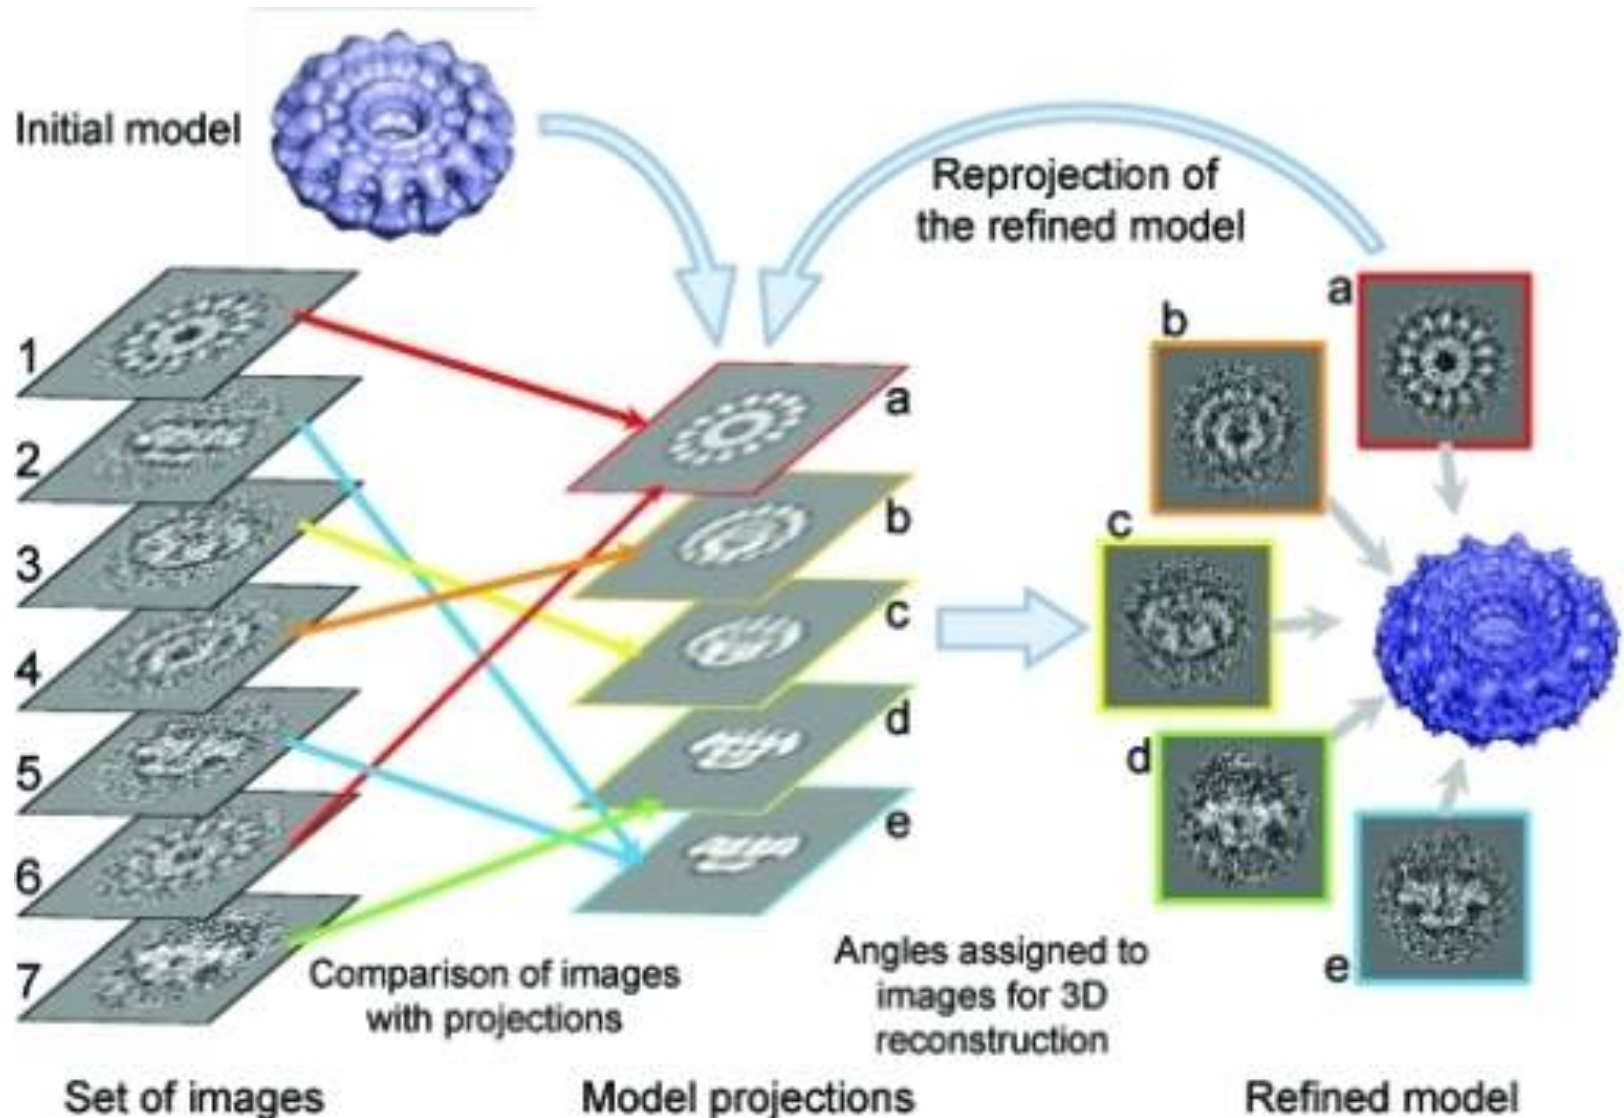 Initial model
Reprojection of
the refined model
1
2
3
4
5
6
7
a
b
c
d
e
a
b
c
d
e
Comparison of images
with projections
Angles assigned to
images for 3D
reconstruction
Set of images
Model projections
Refined model